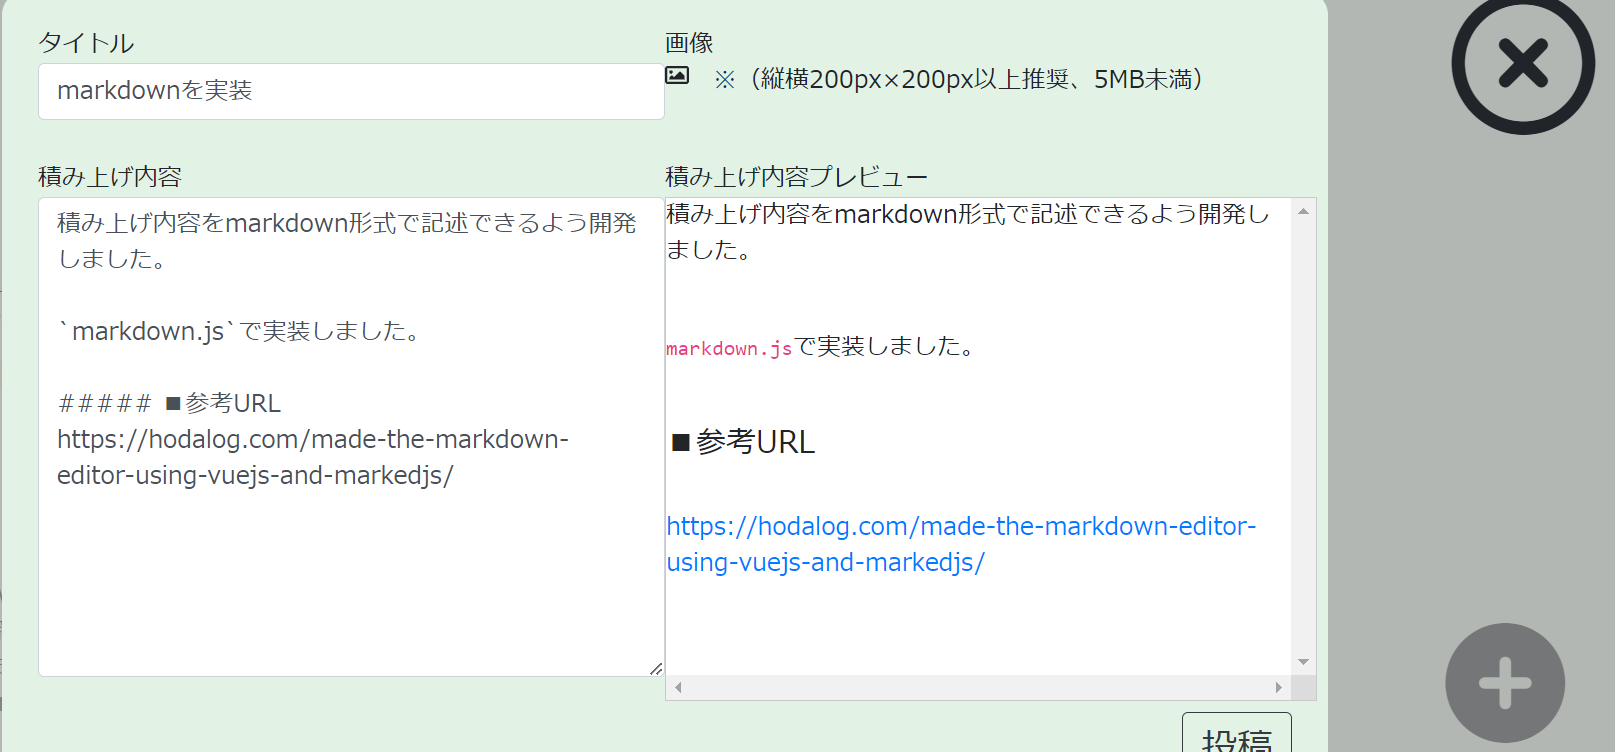 タイトル
markdownを実装
画像
※（縦横200px×200px以上推奨、5MB未満）
積み上げ内容
積み上げ内容をmarkdown形式で記述できるよう開発
しました。
`markdown.js`で実装しました。
##### ■参考URL
https://hodalog.com/made-the-markdown-
editor-using-vuejs-and-markedjs/
積み上げ内容プレビュー
積み上げ内容をmarkdown形式で記述できるよう開発し
ました。
markdown.jsで実装しました。
■参考URL
https://hodalog.com/made-the-markdown-editor-
using-vuejs-and-markedjs/
投稿